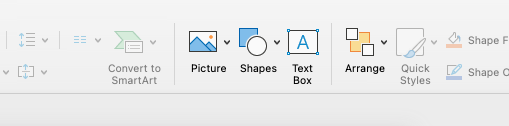 Convert to
SmartArt
Picture
Shapes
Text
Box
A
Arrange
Quick
Styles
Shape F
Shape O